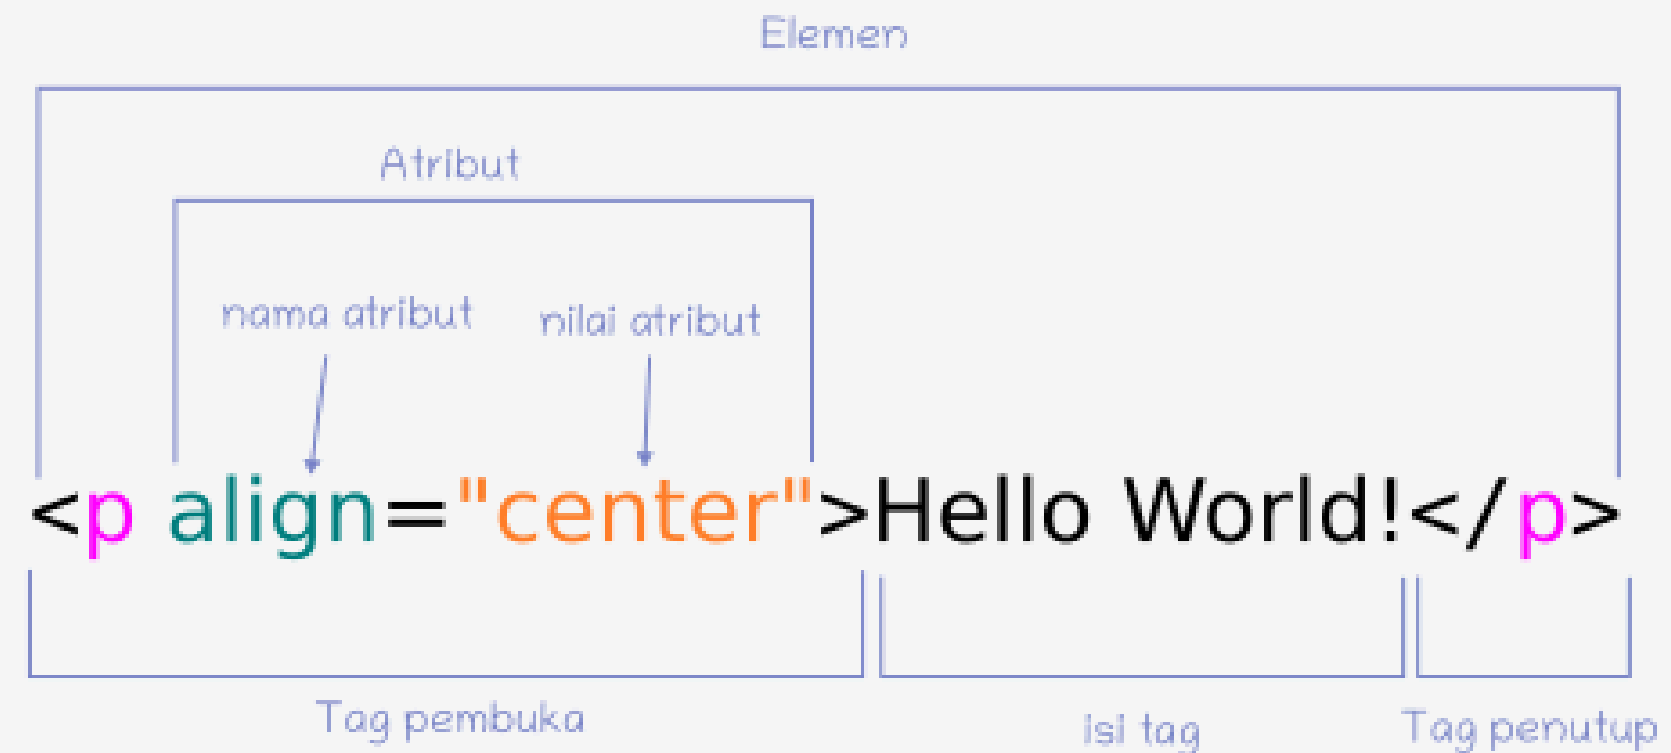 Elemen
Atribut
nama atribut
nilai atribut
<p align="center">Hello World!</p>
Tag pembuka
isi tag
Tag penutup